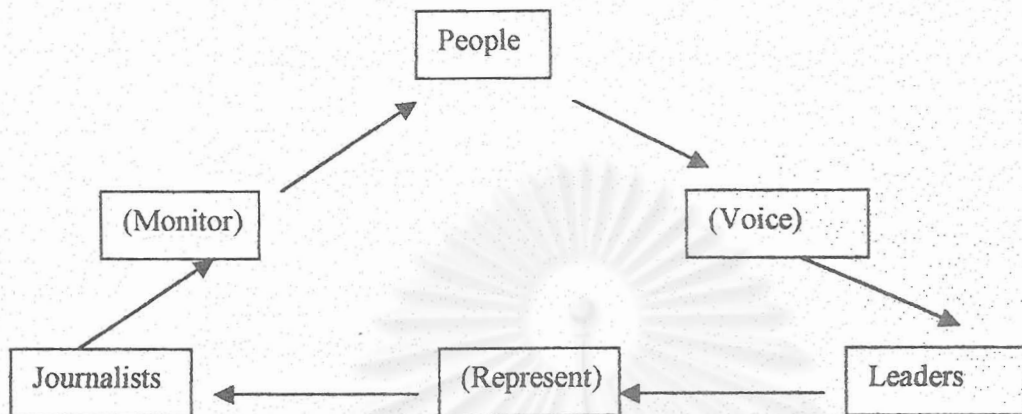 People
(Monitor)
(Voice)
Journalists
(Represent)
Leaders